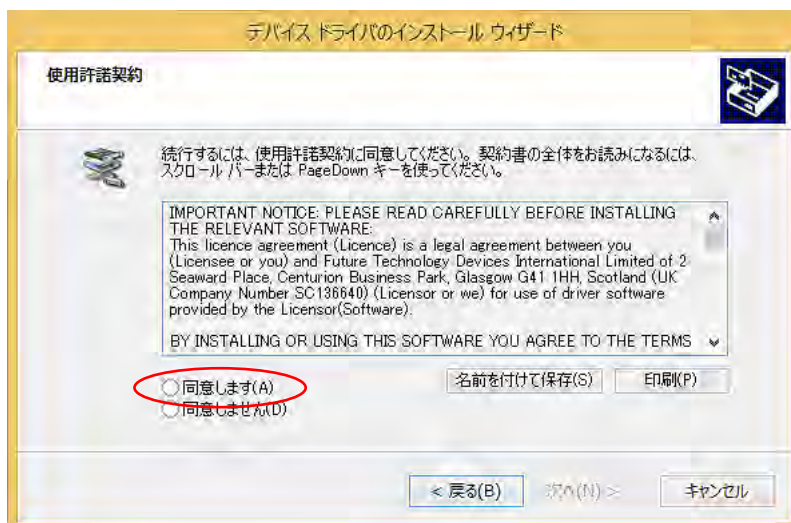 デバイス ドライバのインストール ウィザード
使用許諾契約
続行するには、使用許諾契約に同意してください。契約書の全体をお読みになるには、
スクロール バーまたは PageDown キーを使ってください。
IMPORTANT NOTICE: PLEASE READ CAREFULLY BEFORE INSTALLING
THE RELEVANT SOFTWARE:
This licence agreement (Licence) is a legal agreement between you
(Licensee or you) and Future Technology Devices International Limited of 2
Seaward Place, Centurion Business Park, Glasgow G41 1HH, Scotland (UK
Company Number SC136640) (Licensor or we) for use of driver software
provided by the Licensor(Software).
BY INSTALLING OR USING THIS SOFTWARE YOU AGREE TO THE TERMS
同意します(A)
名前を付けて保存(S)
印刷(P)
同意しません(D)
< 戻る(B)
次へ(N) >
キャンセル